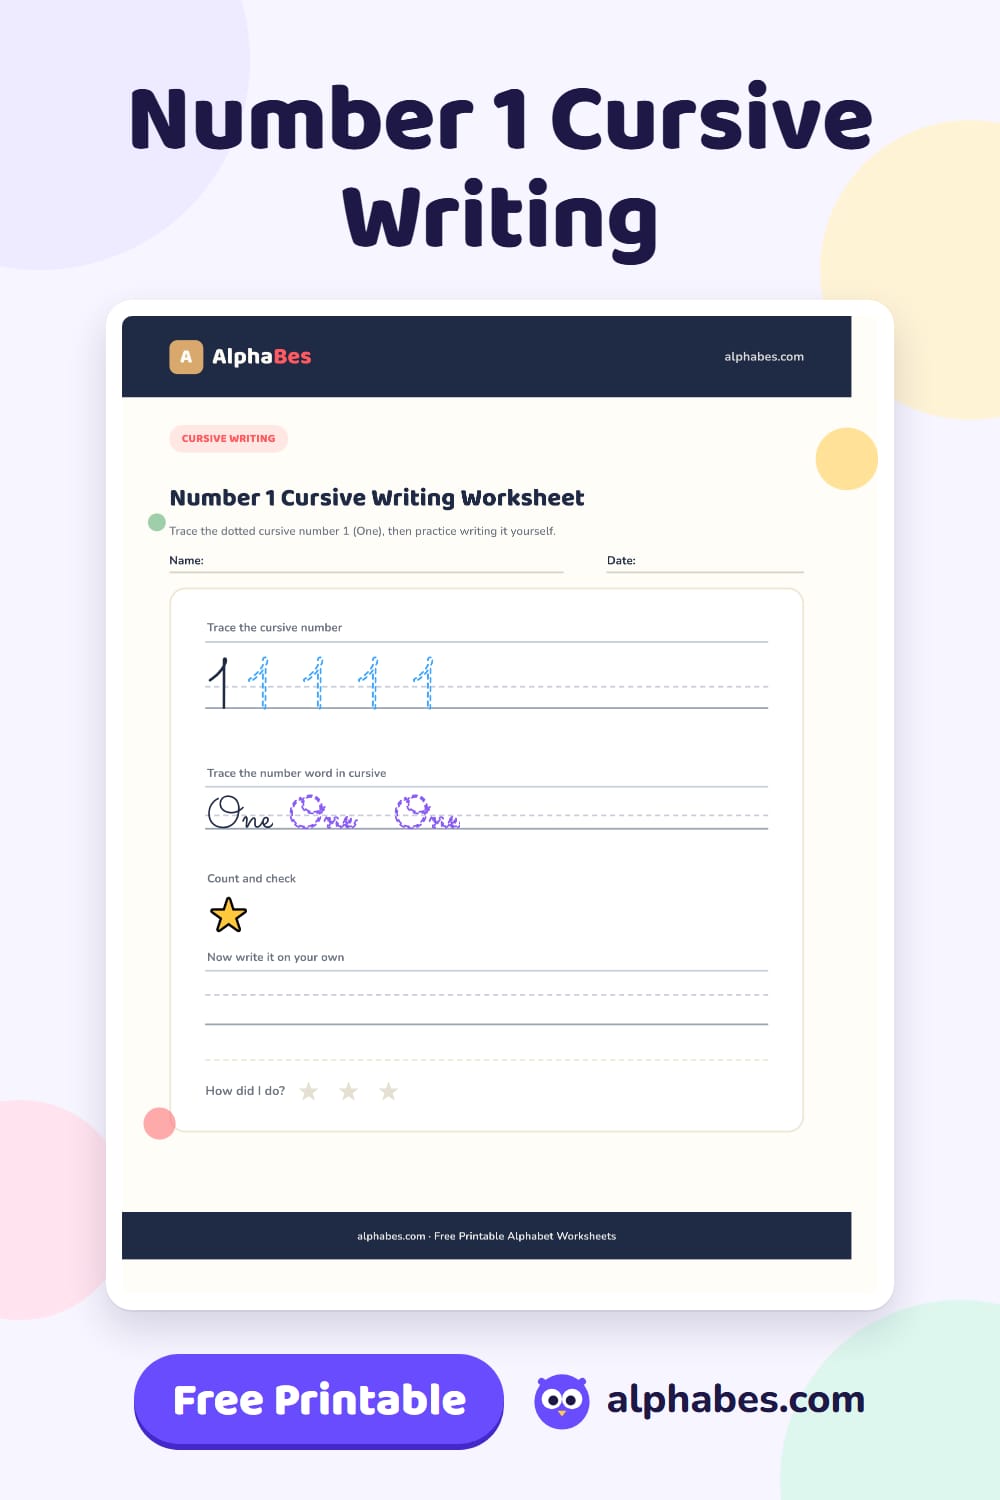 Number 1 Cursive
Writing
A AlphaBes
alphabes.com
CURSIVE WRITING
Number 1 Cursive Writing Worksheet
Trace the dotted cursive number 1 (One), then practice writing it yourself.
Name: Date:
Trace the cursive number
1 1 1 1 1
Trace the number word in cursive
One One One
Count and check
Now write it on your own
How did I do?
alphabes.com · Free Printable Alphabet Worksheets
Free Printable
alphabes.com